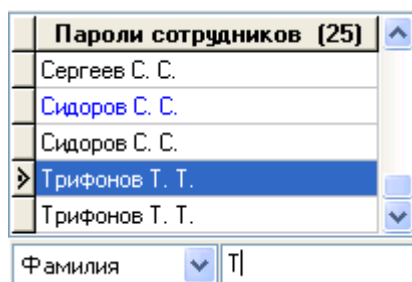 Пароли сотрудников (25)
Сергеев С. С.
Сидоров С. С.
Сидоров С. С.
Трифонов Т. Т.
Трифонов Т. Т.
Фамилия Т